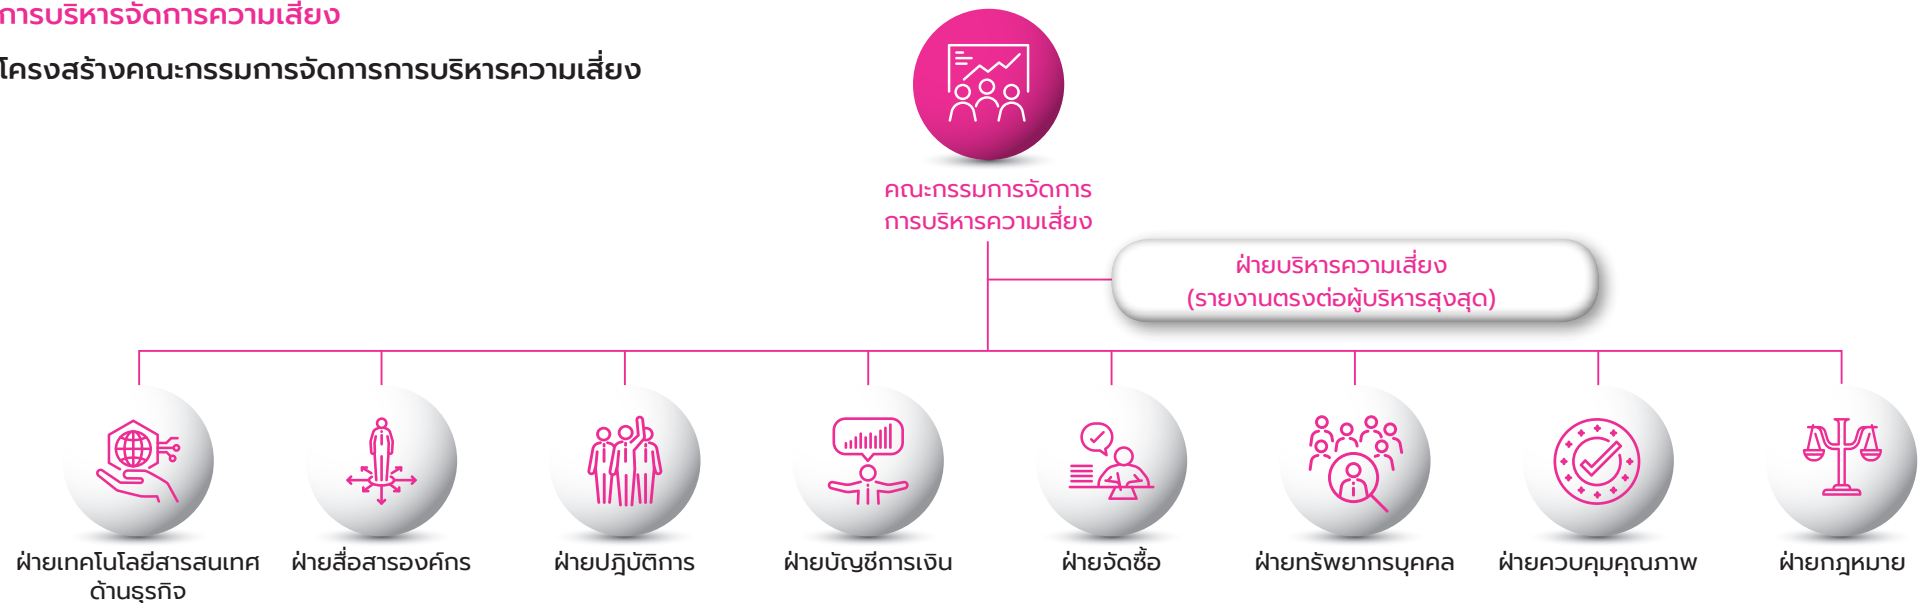 การบริหารจัดการความเสี่ยง
โครงสร้างคณะกรรมการจัดการการบริหารความเสี่ยง
คณะกรรมการจัดการ
การบริหารความเสี่ยง
ฝ่ายบริหารความเสี่ยง
(รายงานตรงต่อผู้บริหารสูงสุด)
ฝ่ายเทคโนโลยีสารสนเทศ
ด้านธุรกิจ
ฝ่ายสื่อสารองค์กร
ฝ่ายปฏิบัติการ
ฝ่ายบัญชีการเงิน
ฝ่ายจัดซื้อ
ฝ่ายทรัพยากรบุคคล
ฝ่ายควบคุมคุณภาพ
ฝ่ายกฎหมาย